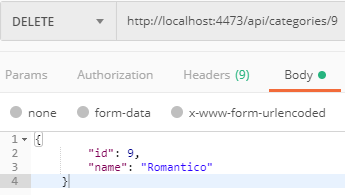 DELETE http://localhost:4473/api/categories/9
Params Authorization Headers (9) Body
none form-data x-www-form-urlencoded
1 {
2 "id": 9,
3 "name": "Romantico"
4 }